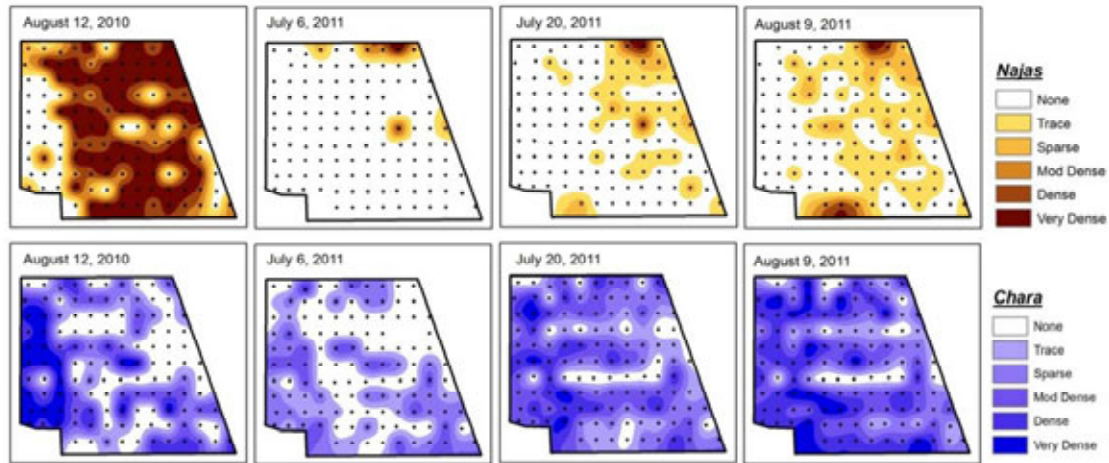 August 12, 2010
July 6, 2011
July 20, 2011
August 9, 2011
Najas
None
Trace
Sparse
Mod Dense
Dense
Very Dense
August 12, 2010
July 6, 2011
July 20, 2011
August 9, 2011
Chara
None
Trace
Sparse
Mod Dense
Dense
Very Dense